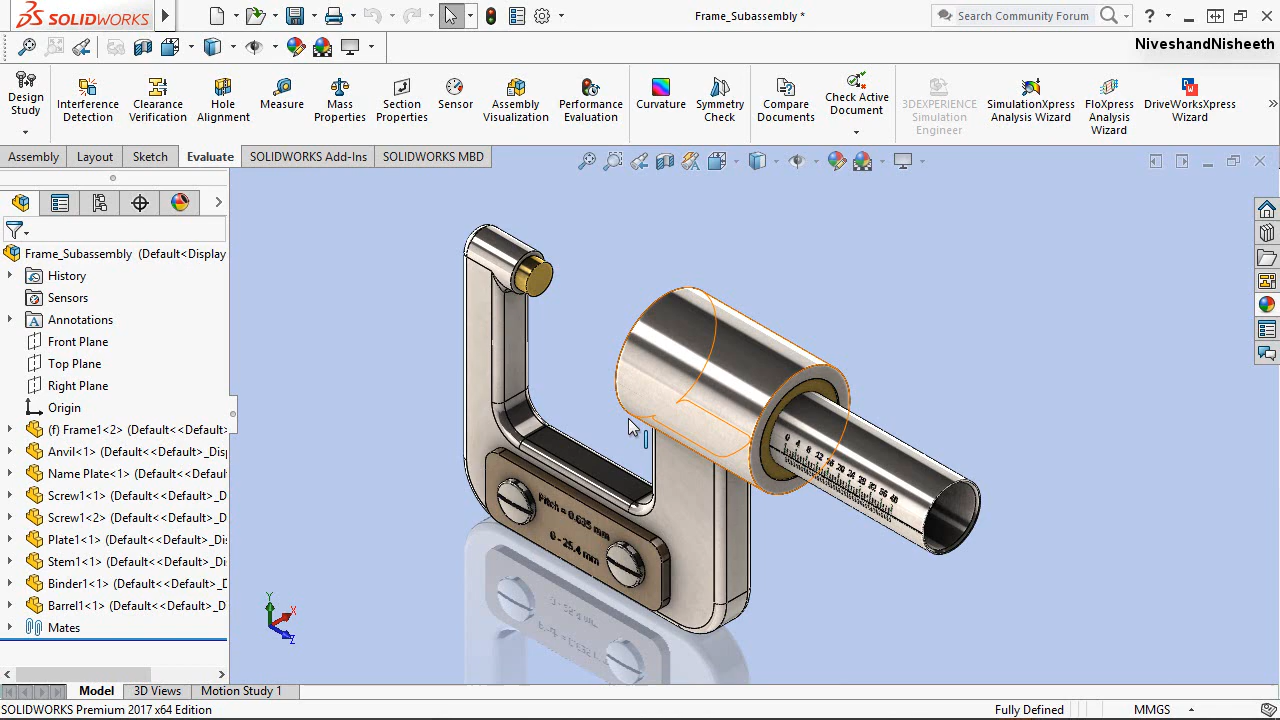 SOLIDWORKS
Frame_Subassembly
Search Community Forum
?
NiveshandNisheeth
Design Study
Interference Detection
Clearance Verification
Hole Alignment
Measure
Mass Properties
Section Properties
Sensor
Assembly Visualization
Performance Evaluation
Curvature
Symmetry Check
Compare Documents
Check Active Document
3DEXPERIENCE Simulation Engineer
SimulationXpress Analysis Wizard
FloXpress Analysis Wizard
DriveWorksXpress Wizard
Assembly
Layout
Sketch
Evaluate
SOLIDWORKS Add-Ins
SOLIDWORKS MBD
Frame_Subassembly (Default<Display
History
Sensors
Annotations
Front Plane
Top Plane
Right Plane
Origin
(f) Frame1<2> (Default<<Default>
Anvil<1> (Default<<Default>_Disp
Name Plate<1> (Default<<Default>
Screw1<1> (Default<<Default>_D
Screw1<2> (Default<<Default>_D
Plate1<1> (Default<<Default>_Dis
Stem1<1> (Default<<Default>_Di
Binder1<1> (Default<<Default>_D
Barrel1<1> (Default<<Default>_D
Mates
Pitch = 0.635 mm
0 - 25.4 mm
Y
X
Z
Model
3D Views
Motion Study 1
SOLIDWORKS Premium 2017 x64 Edition
Fully Defined
MMGS